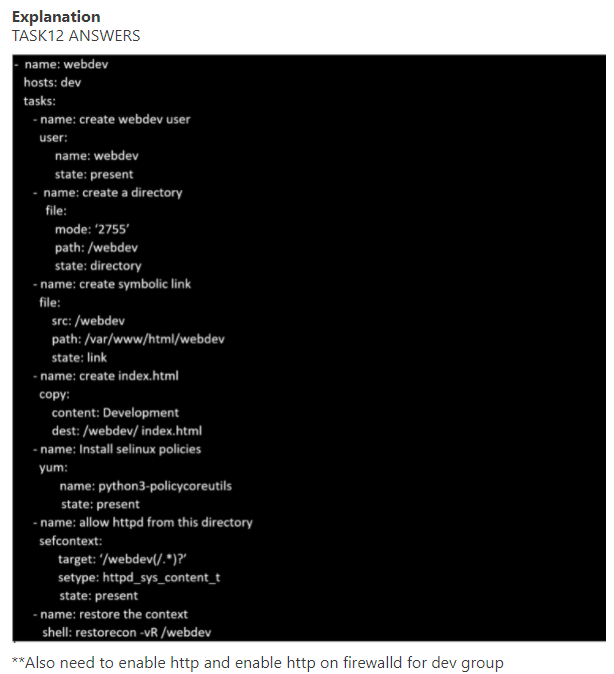 Explanation
TASK12 ANSWERS
- name: webdev
hosts: dev
tasks:
- name: create webdev user
user:
name: webdev
state: present
- name: create a directory
file:
mode: ‘2755’
path: /webdev
state: directory
- name: create symbolic link
file:
src: /webdev
path: /var/www/html/webdev
state: link
- name: create index.html
copy:
content: Development
dest: /webdev/ index.html
- name: Install selinux policies
yum:
name: python3-policycoreutils
state: present
- name: allow httpd from this directory
sefcontext:
target: ‘/webdev(/.*)?’
setype: httpd_sys_content_t
state: present
- name: restore the context
shell: restorecon -vR /webdev
**Also need to enable http and enable http on firewalld for dev group